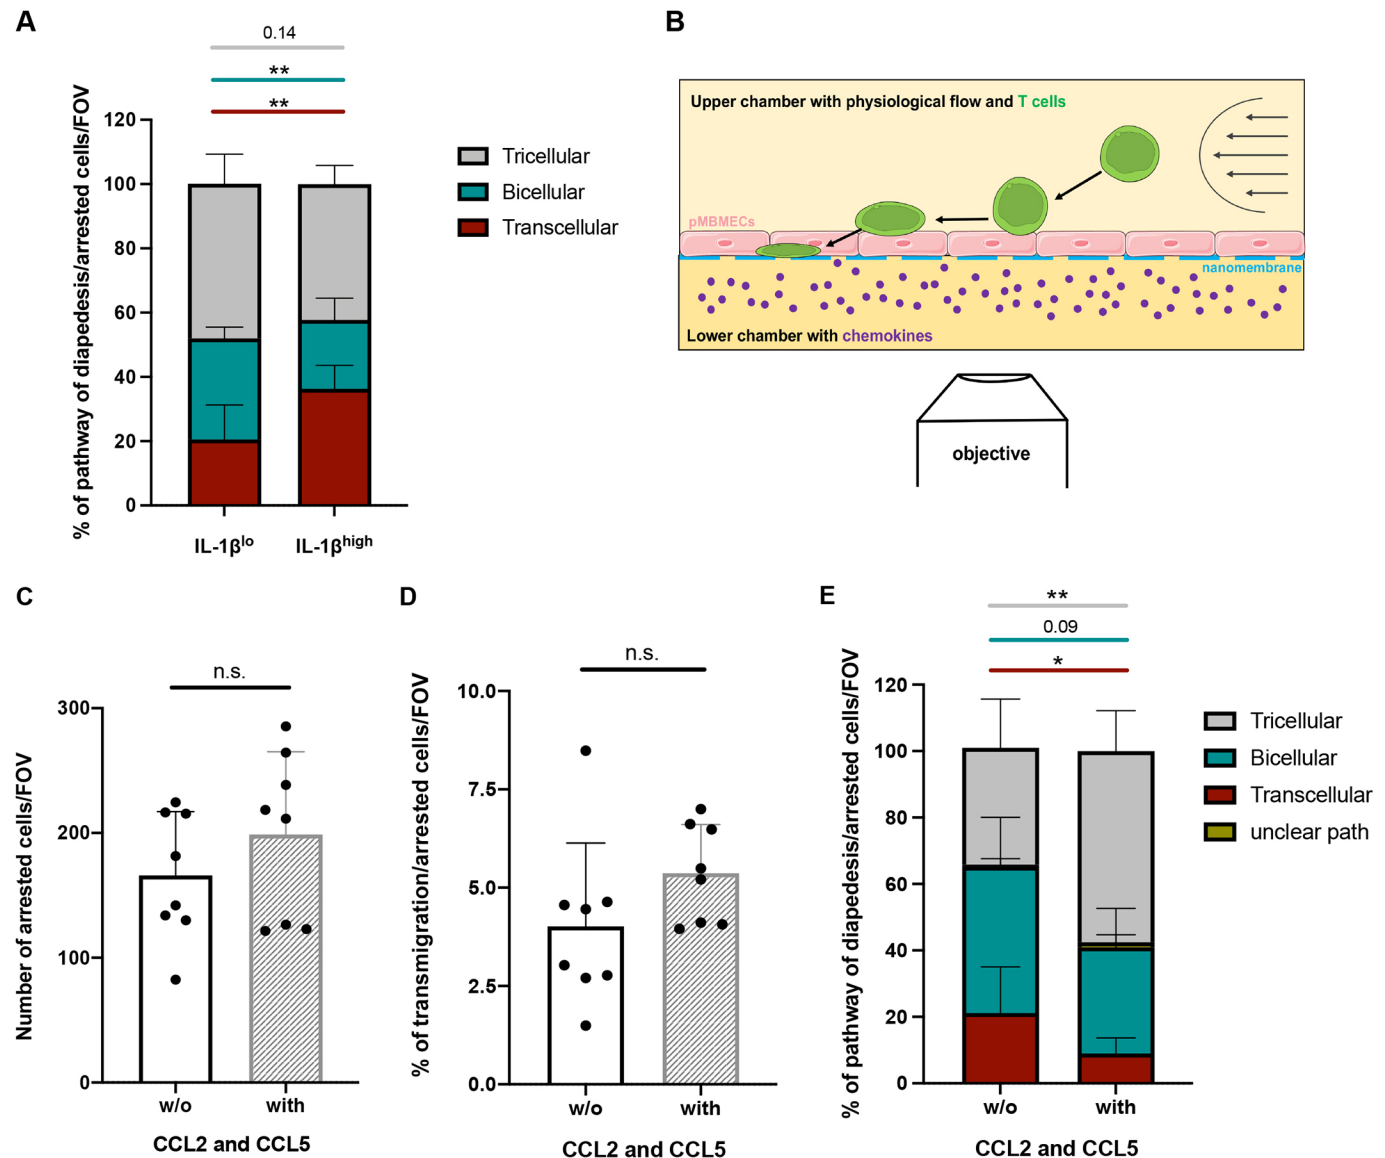 A
0.14
**
**
% of pathway of diapedesis/arrested cells/FOV
120
100
80
60
40
20
0
IL-1βlo
IL-1βhigh
Tricellular
Bicellular
Transcellular
B
Upper chamber with physiological flow and T cells
pMBMECs
nanomembrane
Lower chamber with chemokines
objective
C
n.s.
Number of arrested cells/FOV
300
200
100
0
w/o
with
CCL2 and CCL5
D
n.s.
% of transmigration/arrested cells/FOV
10.0
7.5
5.0
2.5
0.0
w/o
with
CCL2 and CCL5
E
**
0.09
*
% of pathway of diapedesis/arrested cells/FOV
120
100
80
60
40
20
0
w/o
with
CCL2 and CCL5
Tricellular
Bicellular
Transcellular
unclear path